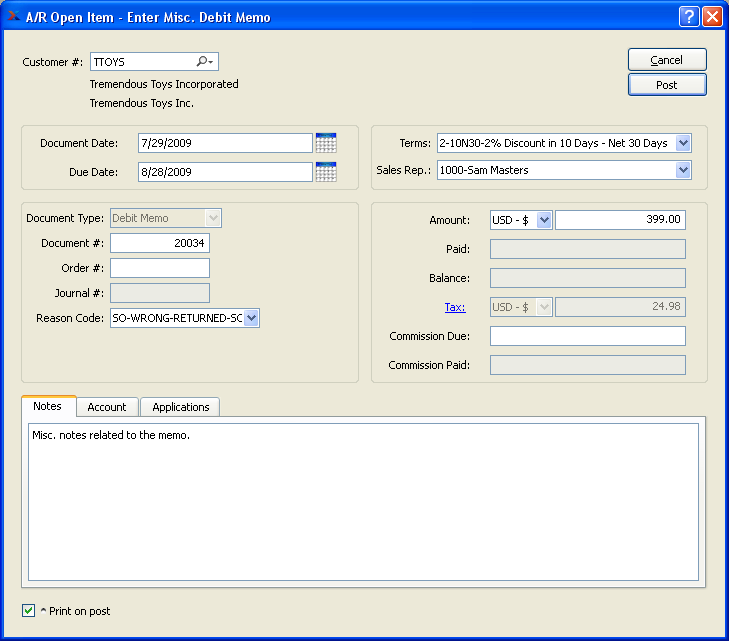 A/R Open Item - Enter Misc. Debit Memo
Customer #: TTOYS
Cancel
Tremendous Toys Incorporated
Post
Tremendous Toys Inc.
Document Date: 7/29/2009
Terms: 2-10N30-2% Discount in 10 Days - Net 30 Days
Due Date: 8/28/2009
Sales Rep.: 1000-Sam Masters
Document Type: Debit Memo
Document #: 20034
Order #:
Journal #:
Reason Code: SO-WRONG-RETURNED-SC
Amount: USD - $ 399.00
Paid:
Balance:
Tax: USD - $ 24.98
Commission Due:
Commission Paid:
Notes Account Applications
Misc. notes related to the memo.
^ Print on post